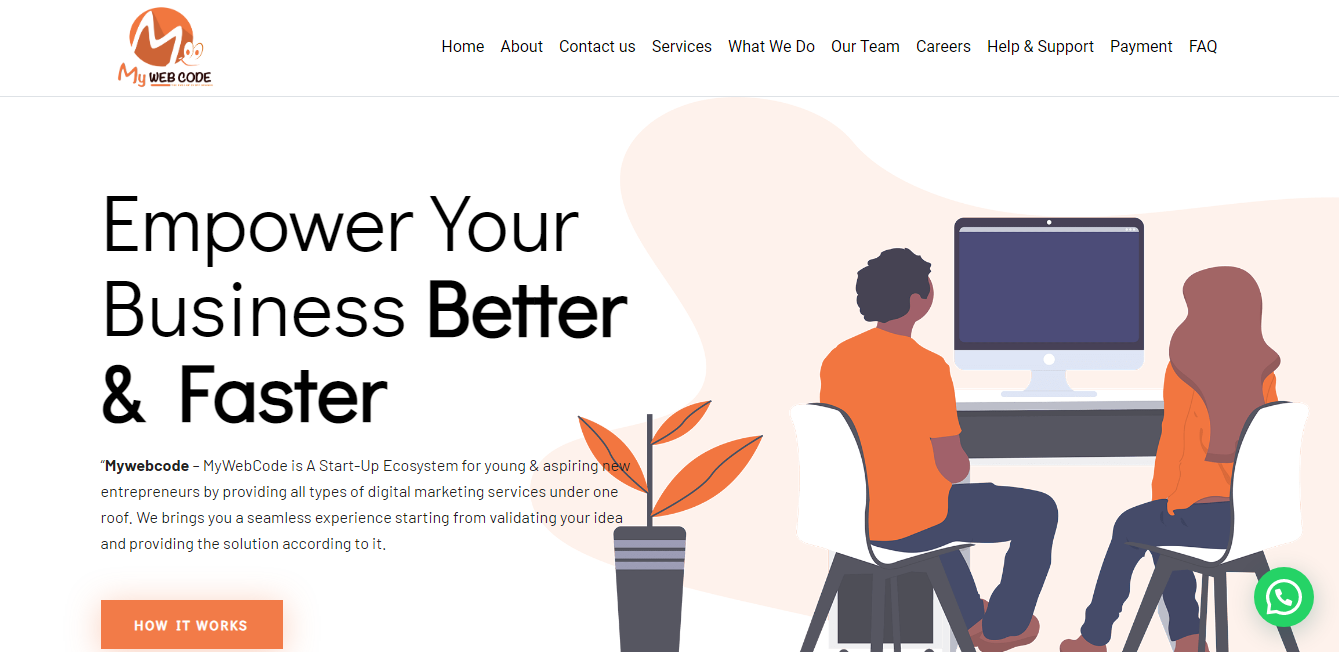 My WEB CODE
Home About Contact us Services What We Do Our Team Careers Help & Support Payment FAQ
Empower Your
Business Better
& Faster
“Mywebcode – MyWebCode is A Start-Up Ecosystem for young & aspiring new
entrepreneurs by providing all types of digital marketing services under one
roof. We brings you a seamless experience starting from validating your idea
and providing the solution according to it.
HOW IT WORKS